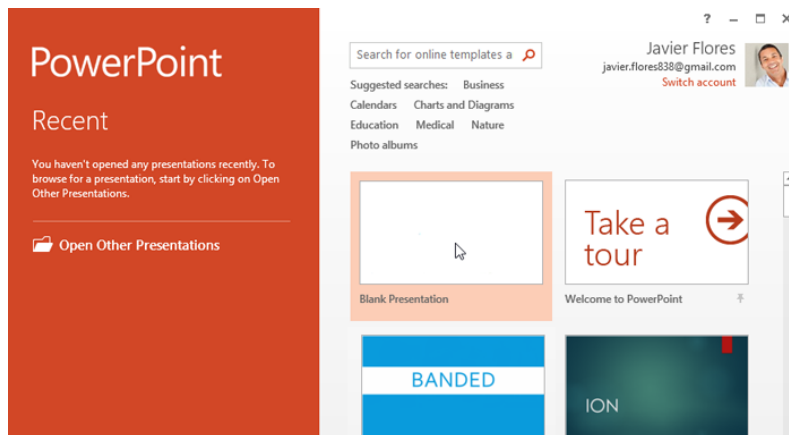 PowerPoint
Recent
You haven't opened any presentations recently. To
browse for a presentation, start by clicking on Open
Other Presentations.
Open Other Presentations
?
Search for online templates a
Suggested searches: Business
Calendars Charts and Diagrams
Education Medical Nature
Photo albums
Javier Flores
javier.flores838@gmail.com
Switch account
Blank Presentation
Take a
tour
Welcome to PowerPoint
BANDED
ION